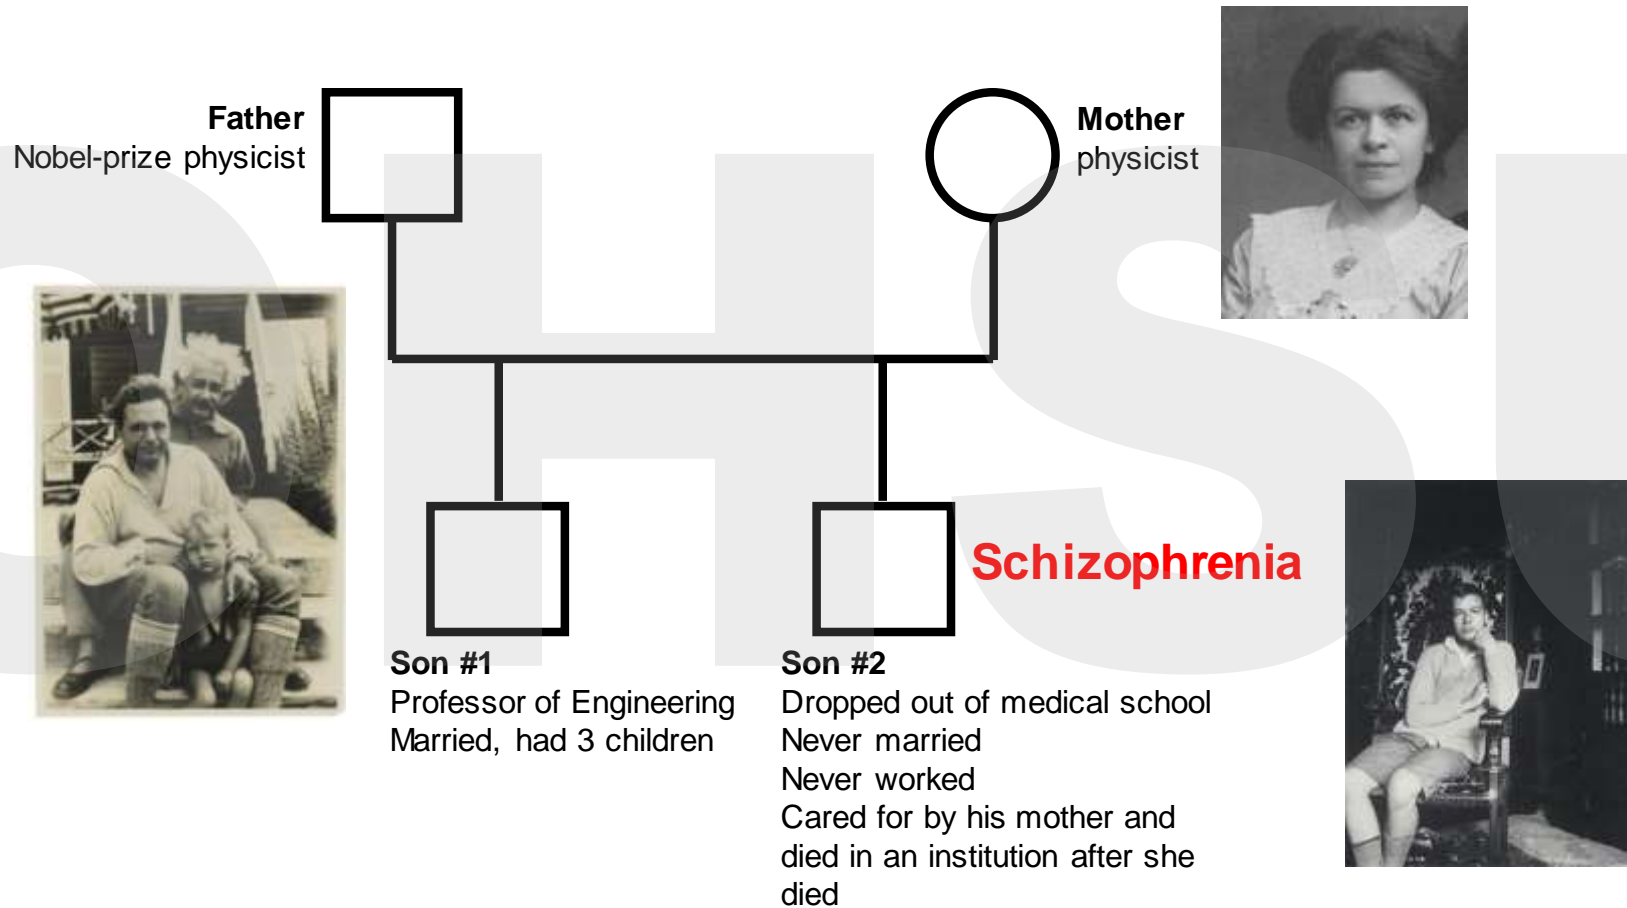 Father
Nobel-prize physicist
Mother
physicist
Schizophrenia
Son #1
Professor of Engineering
Married, had 3 children
Son #2
Dropped out of medical school
Never married
Never worked
Cared for by his mother and
died in an institution after she
died
OHSU